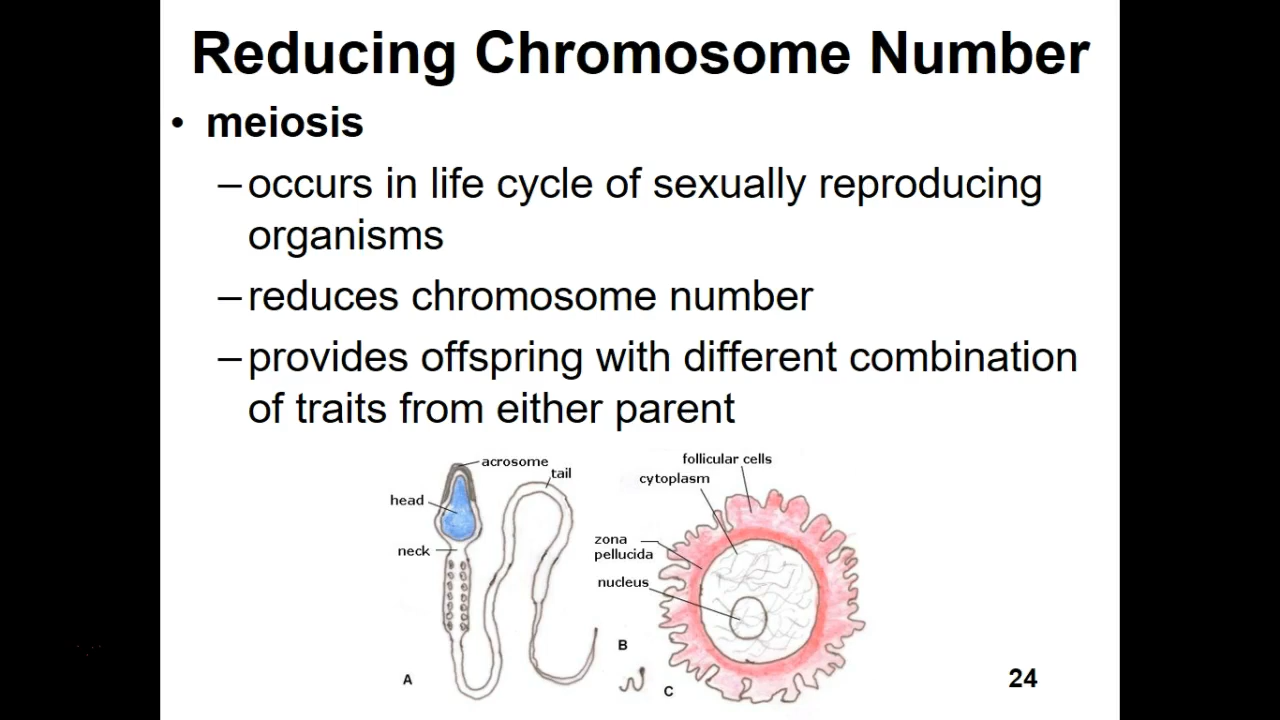 Reducing Chromosome Number
• meiosis
–occurs in life cycle of sexually reproducing
organisms
–reduces chromosome number
–provides offspring with different combination
of traits from either parent
follicular cells
acrosome
tail
cytoplasm
head
zona
pellucida
neck
nucleus
B
A
C
24